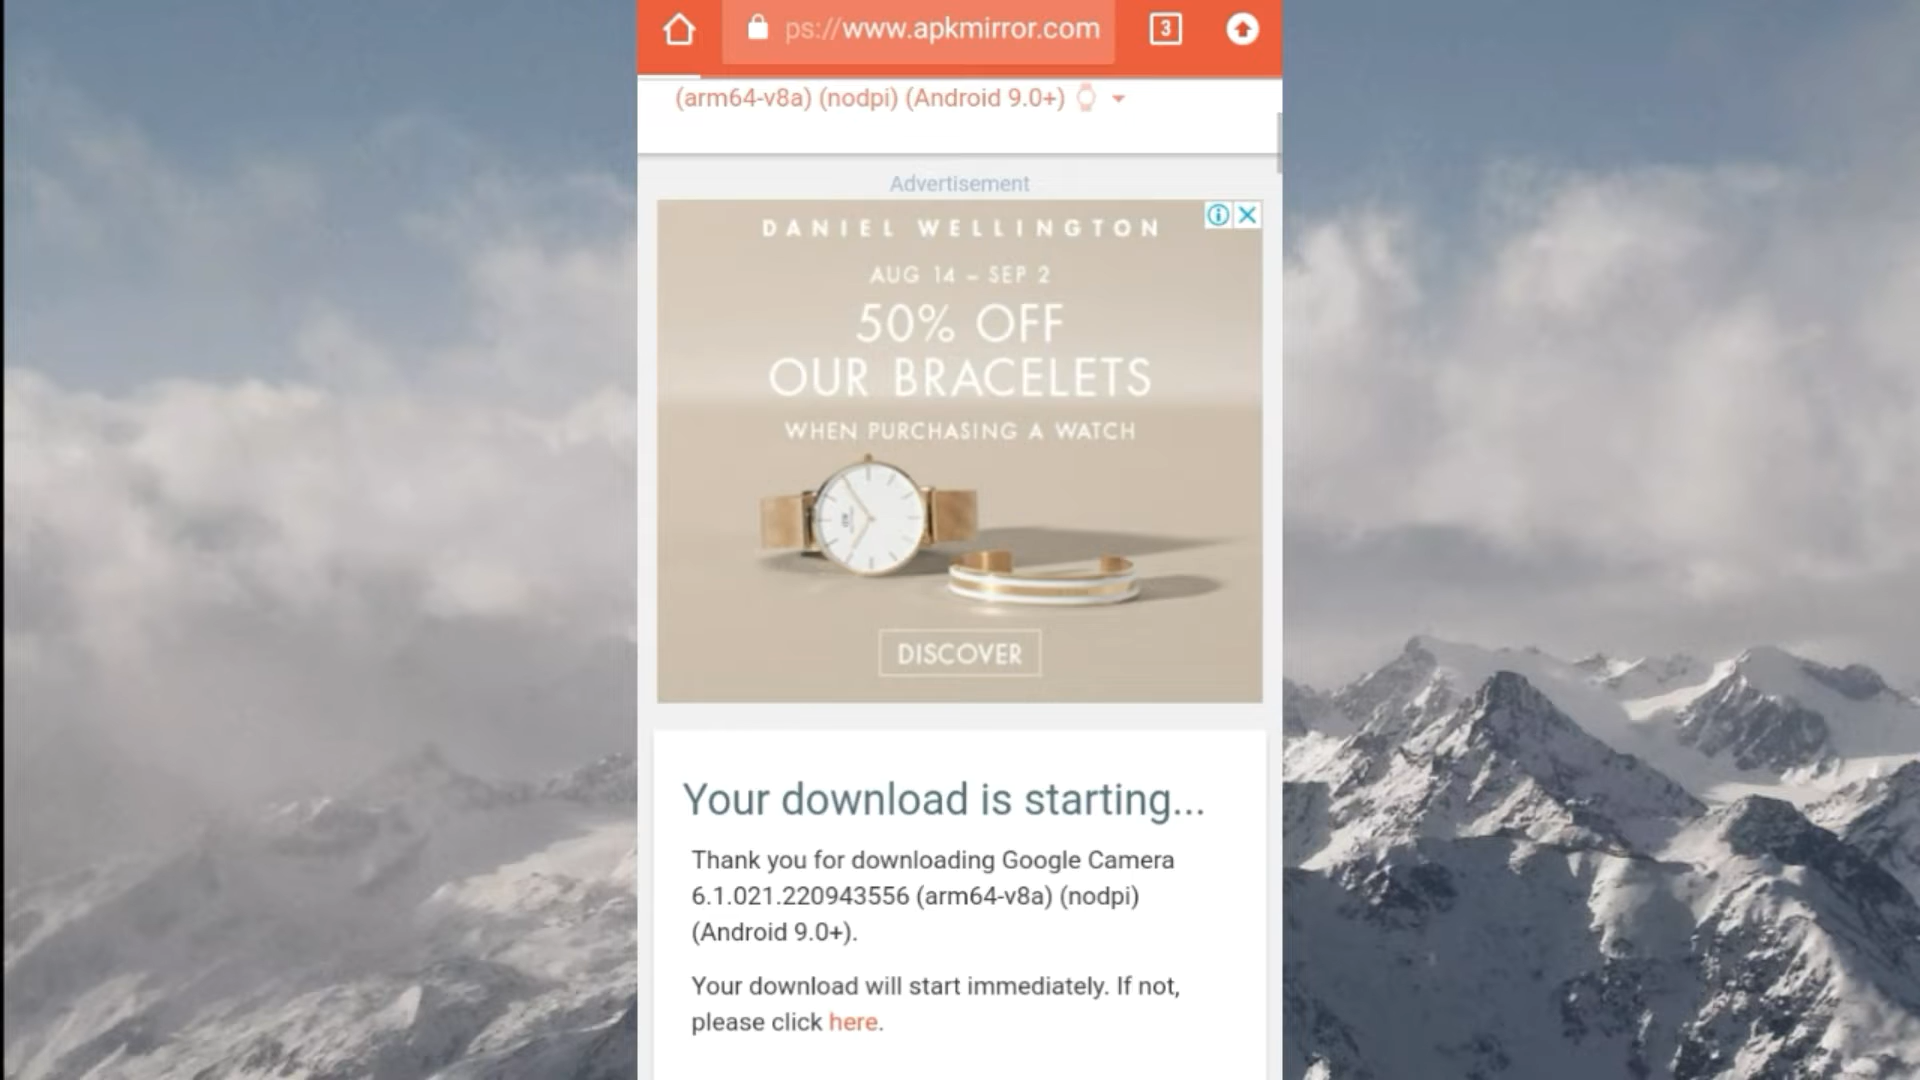 ps://www.apkmirror.com
3
(arm64-v8a) (nodpi) (Android 9.0+)
Advertisement
DANIEL WELLINGTON
AUG 14 – SEP 2
50% OFF
OUR BRACELETS
WHEN PURCHASING A WATCH
DISCOVER
Your download is starting...
Thank you for downloading Google Camera
6.1.021.220943556 (arm64-v8a) (nodpi)
(Android 9.0+).
Your download will start immediately. If not,
please click here.